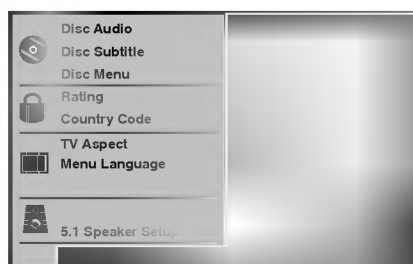 Disc Audio
Disc Subtitle
Disc Menu
Rating
Country Code
TV Aspect
Menu Language
5.1 Speaker Setup